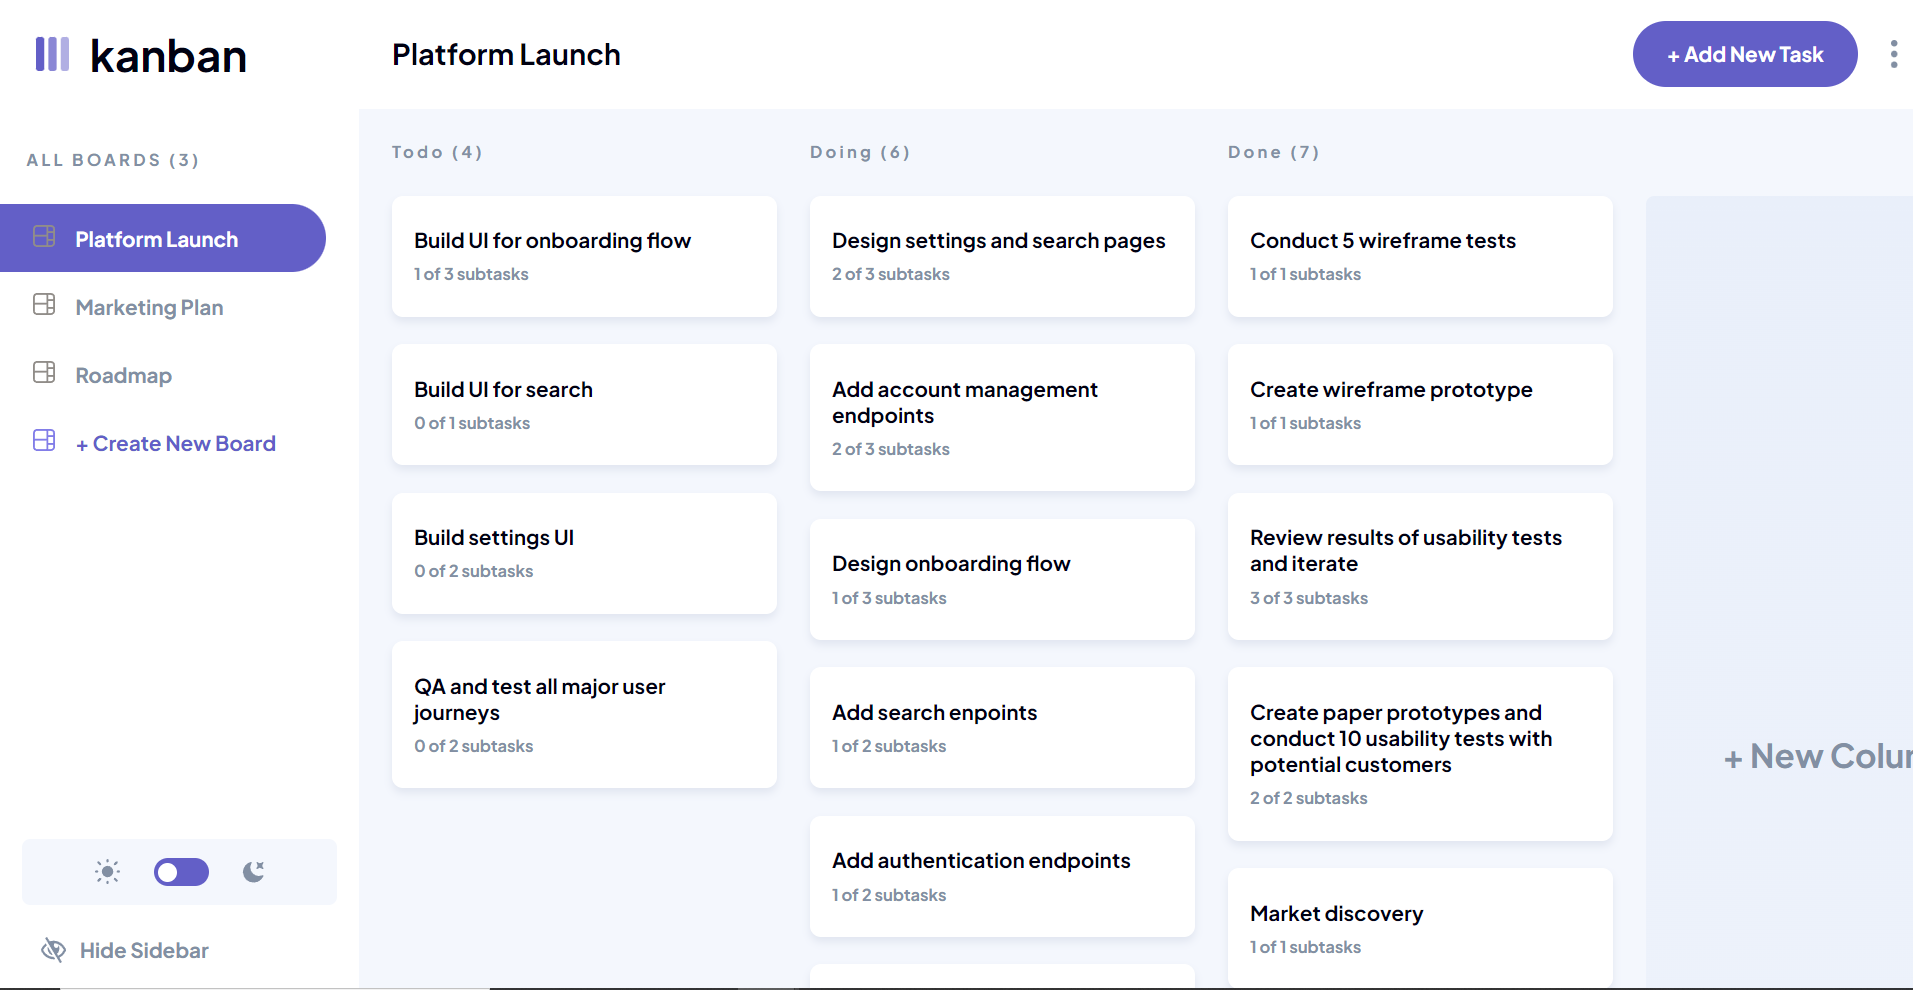 kanban
Platform Launch
+ Add New Task
ALL BOARDS (3)
Platform Launch
Marketing Plan
Roadmap
+ Create New Board
Hide Sidebar
Todo (4)
Build UI for onboarding flow
1 of 3 subtasks
Build UI for search
0 of 1 subtasks
Build settings UI
0 of 2 subtasks
QA and test all major user
journeys
0 of 2 subtasks
Doing (6)
Design settings and search pages
2 of 3 subtasks
Add account management
endpoints
2 of 3 subtasks
Design onboarding flow
1 of 3 subtasks
Add search enpoints
1 of 2 subtasks
Add authentication endpoints
1 of 2 subtasks
Done (7)
Conduct 5 wireframe tests
1 of 1 subtasks
Create wireframe prototype
1 of 1 subtasks
Review results of usability tests
and iterate
3 of 3 subtasks
Create paper prototypes and
conduct 10 usability tests with
potential customers
2 of 2 subtasks
Market discovery
1 of 1 subtasks
+ New Colu